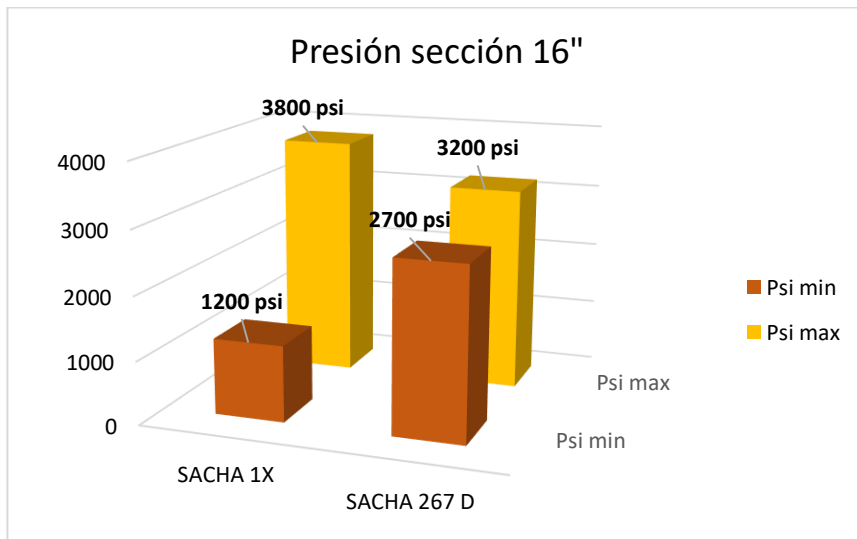 Presión sección 16"
3800 psi
3200 psi
2700 psi
1200 psi
4000
3000
2000
1000
0
Psi min
Psi max
Psi max
Psi min
SACHA 1X
SACHA 267 D